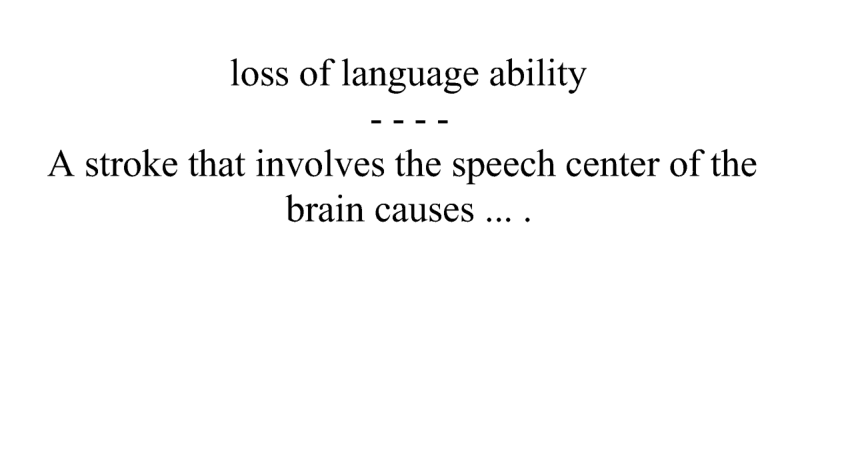 loss of language ability
- - - -
A stroke that involves the speech center of the
brain causes ... .